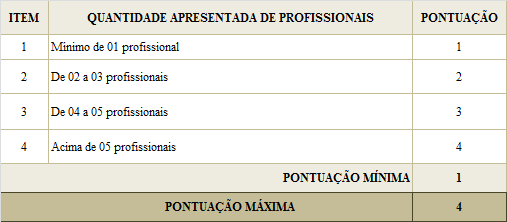 ITEM QUANTIDADE APRESENTADA DE PROFISSIONAIS PONTUAÇÃO
1 Minimo de 01 profissional 1
2 De 02 a 03 profissionais 2
3 De 04 a 05 profissionais 3
4 Acima de 05 profissionais 4
PONTUAÇÃO MÍNIMA 1
PONTUAÇÃO MÁXIMA 4